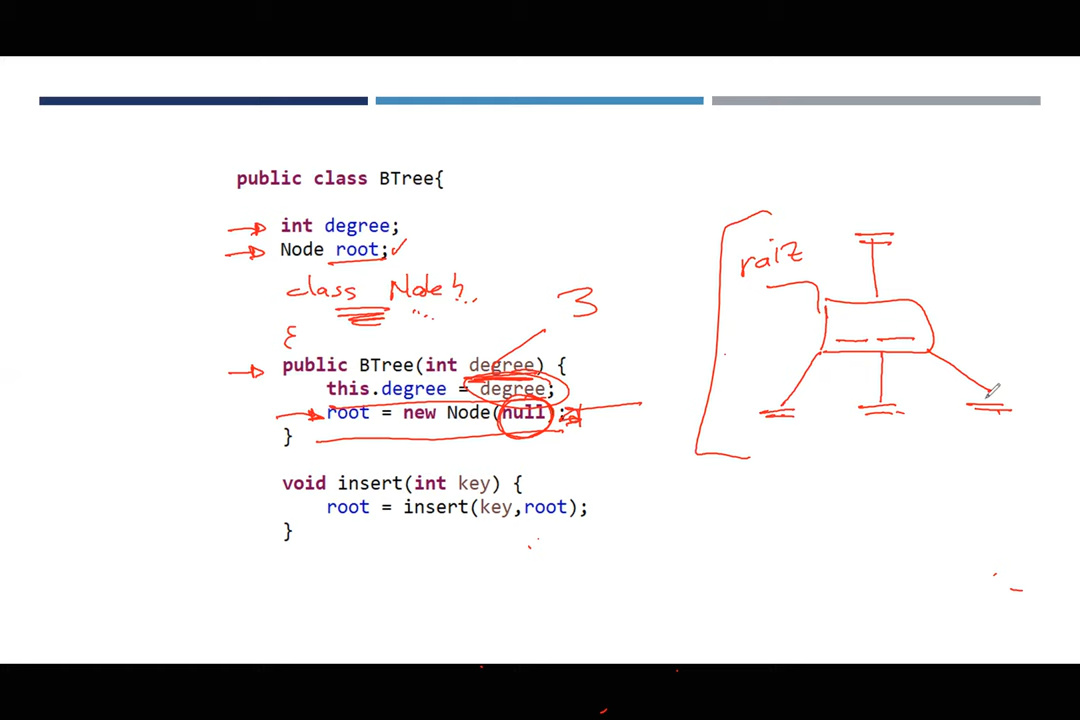 public class BTree{
int degree;
Node root;
class Node {
}
3
public BTree(int degree) {
this.degree = degree;
root = new Node(null ;
}
void insert(int key) {
root = insert(key,root);
}
raiz